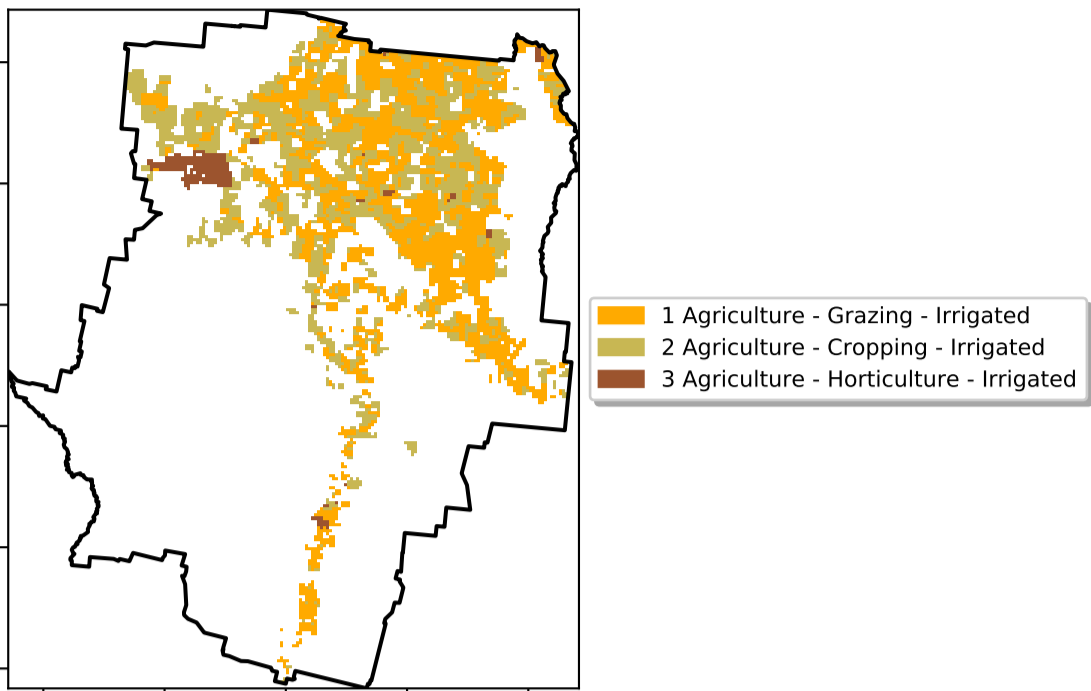 1 Agriculture - Grazing - Irrigated
2 Agriculture - Cropping - Irrigated
3 Agriculture - Horticulture - Irrigated